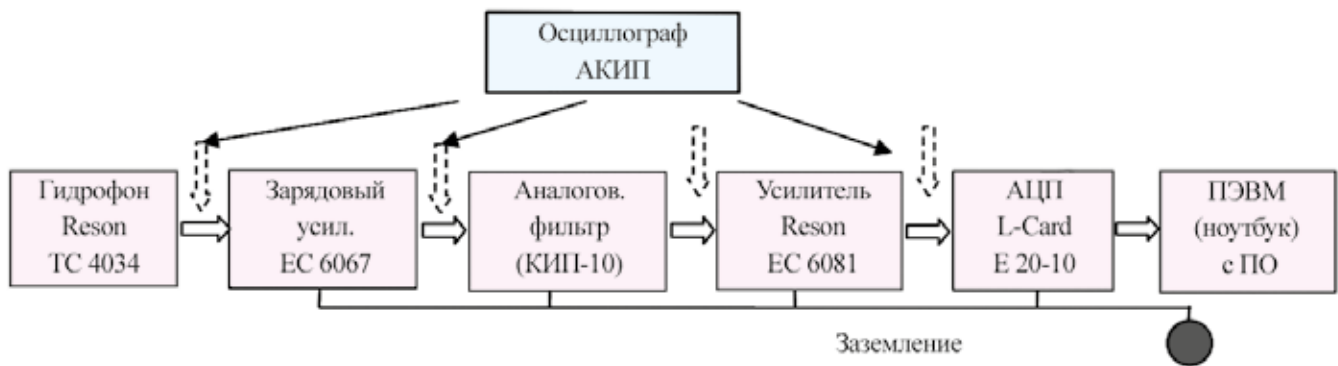 Осциллограф
АКИП
Гидрофон
Reson
TC 4034
Зарядовый
усил.
EC 6067
Аналогов.
фильтр
(КИП-10)
Усилитель
Reson
EC 6081
АЦП
L-Card
E 20-10
ПЭВМ
(ноутбук)
с ПО
Заземление